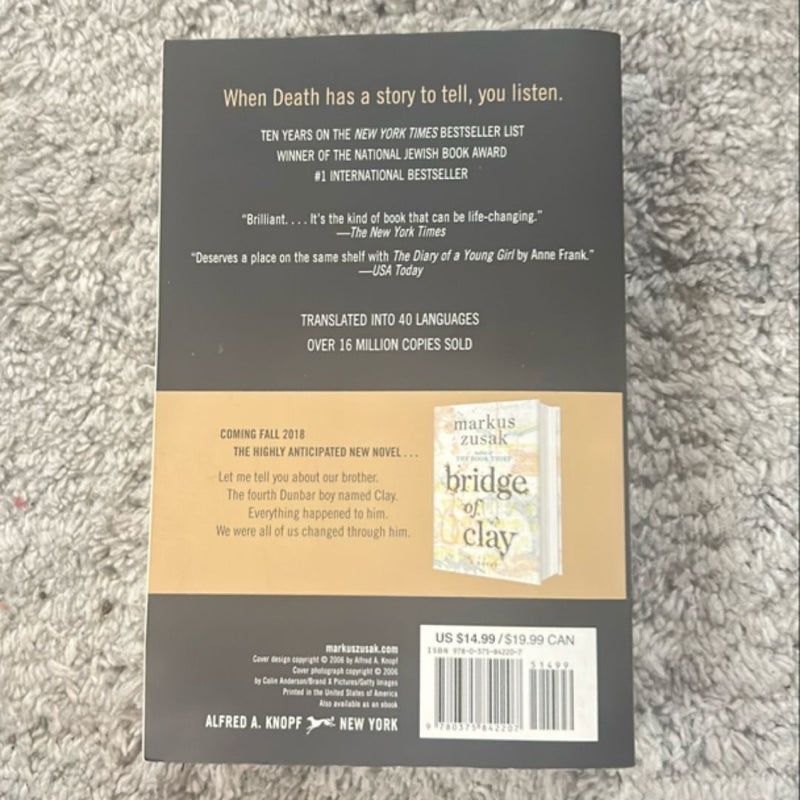 When Death has a story to tell, you listen.
TEN YEARS ON THE NEW YORK TIMES BESTSELLER LIST
WINNER OF THE NATIONAL JEWISH BOOK AWARD
#1 INTERNATIONAL BESTSELLER
“Brilliant. . . . It’s the kind of book that can be life-changing.”
—The New York Times
“Deserves a place on the same shelf with The Diary of a Young Girl by Anne Frank.”
—USA Today
TRANSLATED INTO 40 LANGUAGES
OVER 16 MILLION COPIES SOLD
COMING FALL 2018
THE HIGHLY ANTICIPATED NEW NOVEL . . .
Let me tell you about our brother.
The fourth Dunbar boy named Clay.
Everything happened to him.
We were all of us changed through him.
markus
zusak
author of
THE BOOK THIEF
bridge
of
clay
a novel
markuszusak.com
Cover design copyright © 2006 by Alfred A. Knopf
Cover photograph copyright © 2006
by Colin Anderson/Brand X Pictures/Getty Images
Printed in the United States of America
Also available as an ebook
ALFRED A. KNOPF NEW YORK
US $14.99 / $19.99 CAN
ISBN 978-0-375-84220-7
51499
9 780375 842207